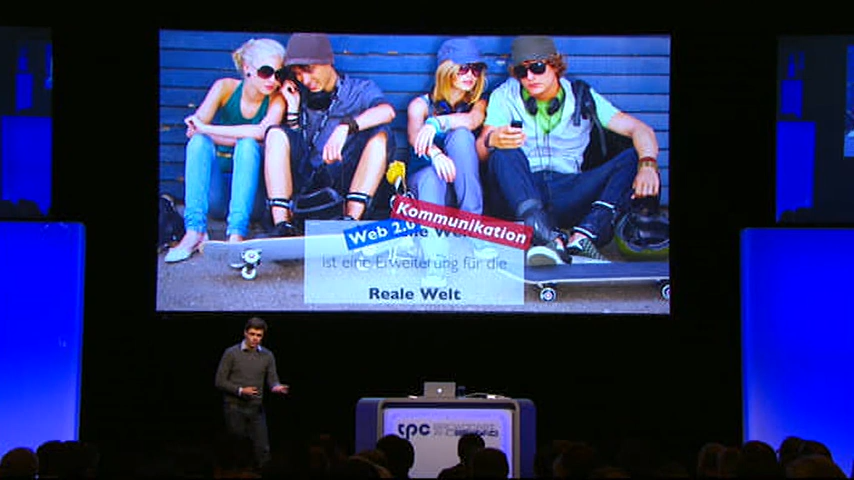 Kommunikation
Web 2.0
ist eine Erweiterung für die
Reale Welt
tpc